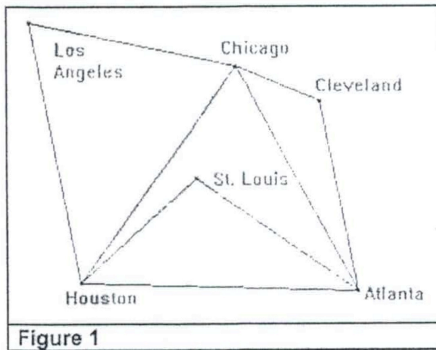 Los
Angeles
Chicago
Cleveland
St. Louis
Houston
Atlanta
Figure 1